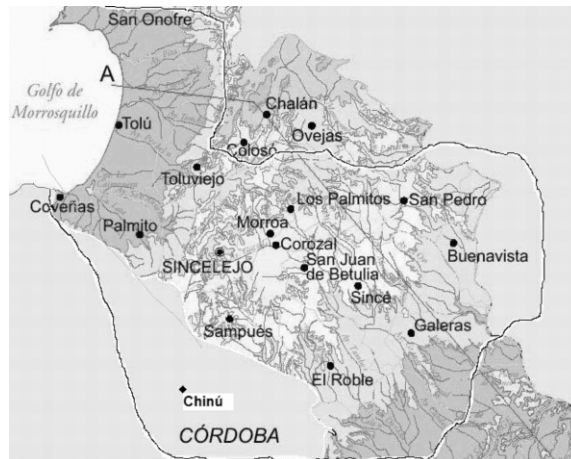 San Onofre
A
Golfo de
Morrosquillo
Chalán
Tolú
Ovejas
Colosó
Toluviejo
Coveñas
Los Palmitos
San Pedro
Palmito
Morroa
Corozal
Buenavista
SINCELEJO
San Juan
de Betulia
Sincé
Sampués
Galeras
El Roble
Chinú
CÓRDOBA